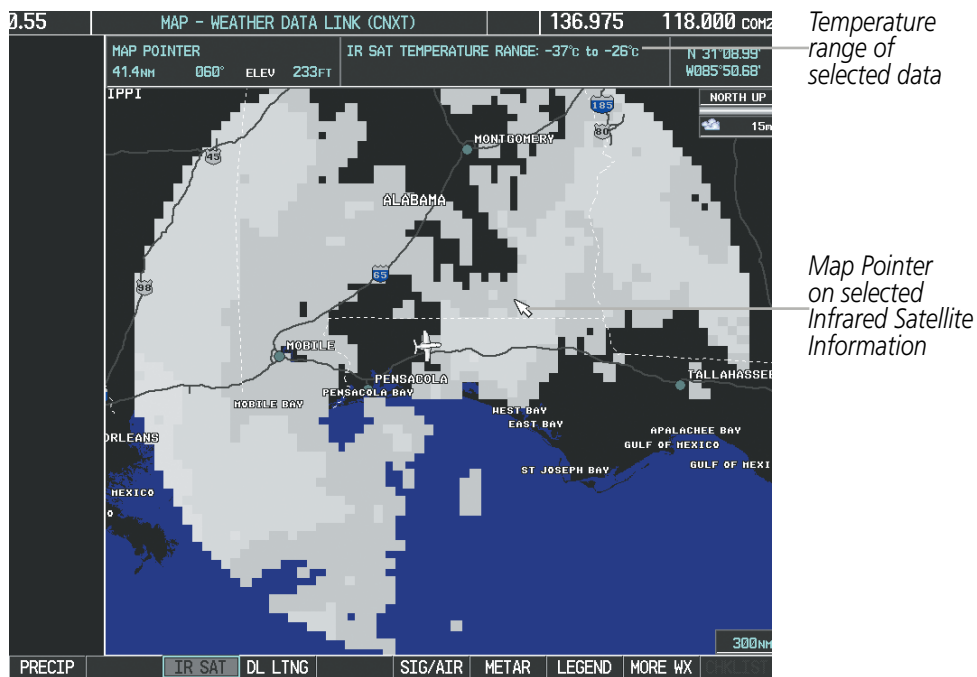 0.55
MAP - WEATHER DATA LINK (CNXT)
136.975
118.000 COM2
MAP POINTER
41.4NM 060° ELEV 233FT
IR SAT TEMPERATURE RANGE: -37°C to -26°C
N 31°08.99'
W085°50.68'
Temperature
range of
selected data
IPPI
NORTH UP
15m
185
80
45
MONTGOMERY
ALABAMA
65
98
Map Pointer
on selected
Infrared Satellite
Information
MOBILE
PENSACOLA
TALLAHASSEE
PENSACOLA BAY
MOBILE BAY
WEST BAY
EAST BAY
APALACHEE BAY
ORLEANS
GULF OF MEXICO
ST JOSEPH BAY
GULF OF MEXI
MEXICO
O
300NM
PRECIP IR SAT DL LTNG SIG/AIR METAR LEGEND MORE WX CHKLIST